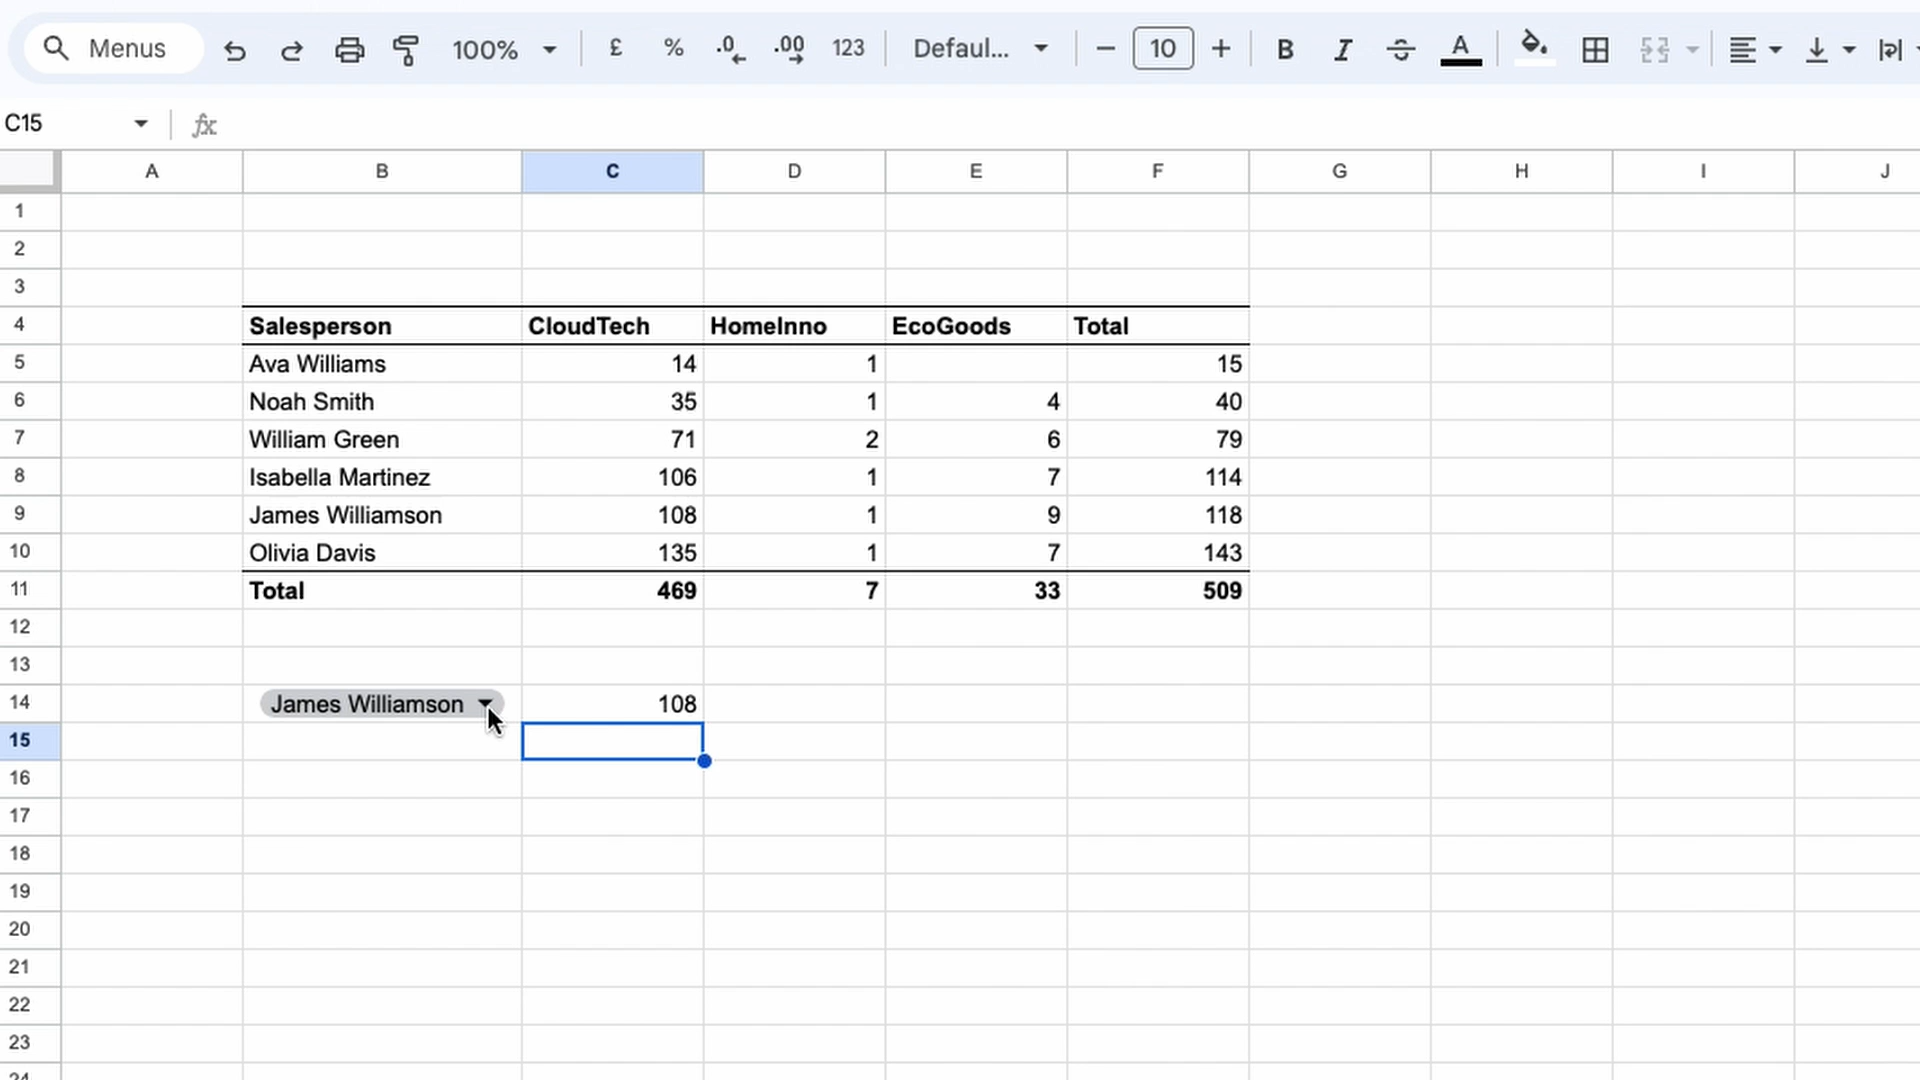 Menus 100% £ % .0 .00 123 Defaul... 10 B I S A
C15 fx
A B C D E F G H I J
1
2
3
4 Salesperson CloudTech HomeInno EcoGoods Total
5 Ava Williams 14 1 15
6 Noah Smith 35 1 4 40
7 William Green 71 2 6 79
8 Isabella Martinez 106 1 7 114
9 James Williamson 108 1 9 118
10 Olivia Davis 135 1 7 143
11 Total 469 7 33 509
12
13
14 James Williamson 108
15
16
17
18
19
20
21
22
23
24